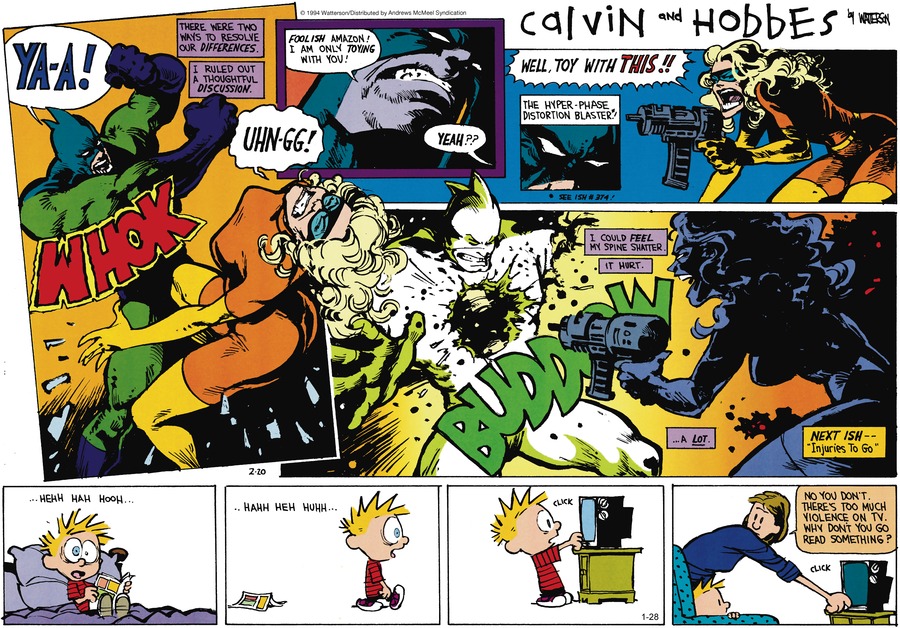 © 1994 Watterson/Distributed by Andrews McMeel Syndication
CALVIN AND HOBBES BY WATTERSON
YA-A!
THERE WERE TWO
WAYS TO RESOLVE
OUR DIFFERENCES.
I RULED OUT
A THOUGHTFUL
DISCUSSION.
WHOK
UHN-GG!
2-20
FOOLISH AMAZON!
I AM ONLY TOYING
WITH YOU!
YEAH??
WELL, TOY WITH THIS!!
THE HYPER-PHASE
DISTORTION BLASTER!*
* SEE ISH #374!
I COULD FEEL
MY SPINE SHATTER.
IT HURT.
...A LOT.
NEXT ISH--
"Injuries To Go"
...HEHH HAH HOOH...
..HAHH HEH HUHH...
CLICK
1-28
NO YOU DON'T.
THERE'S TOO MUCH
VIOLENCE ON TV.
WHY DON'T YOU GO
READ SOMETHING?
CLICK